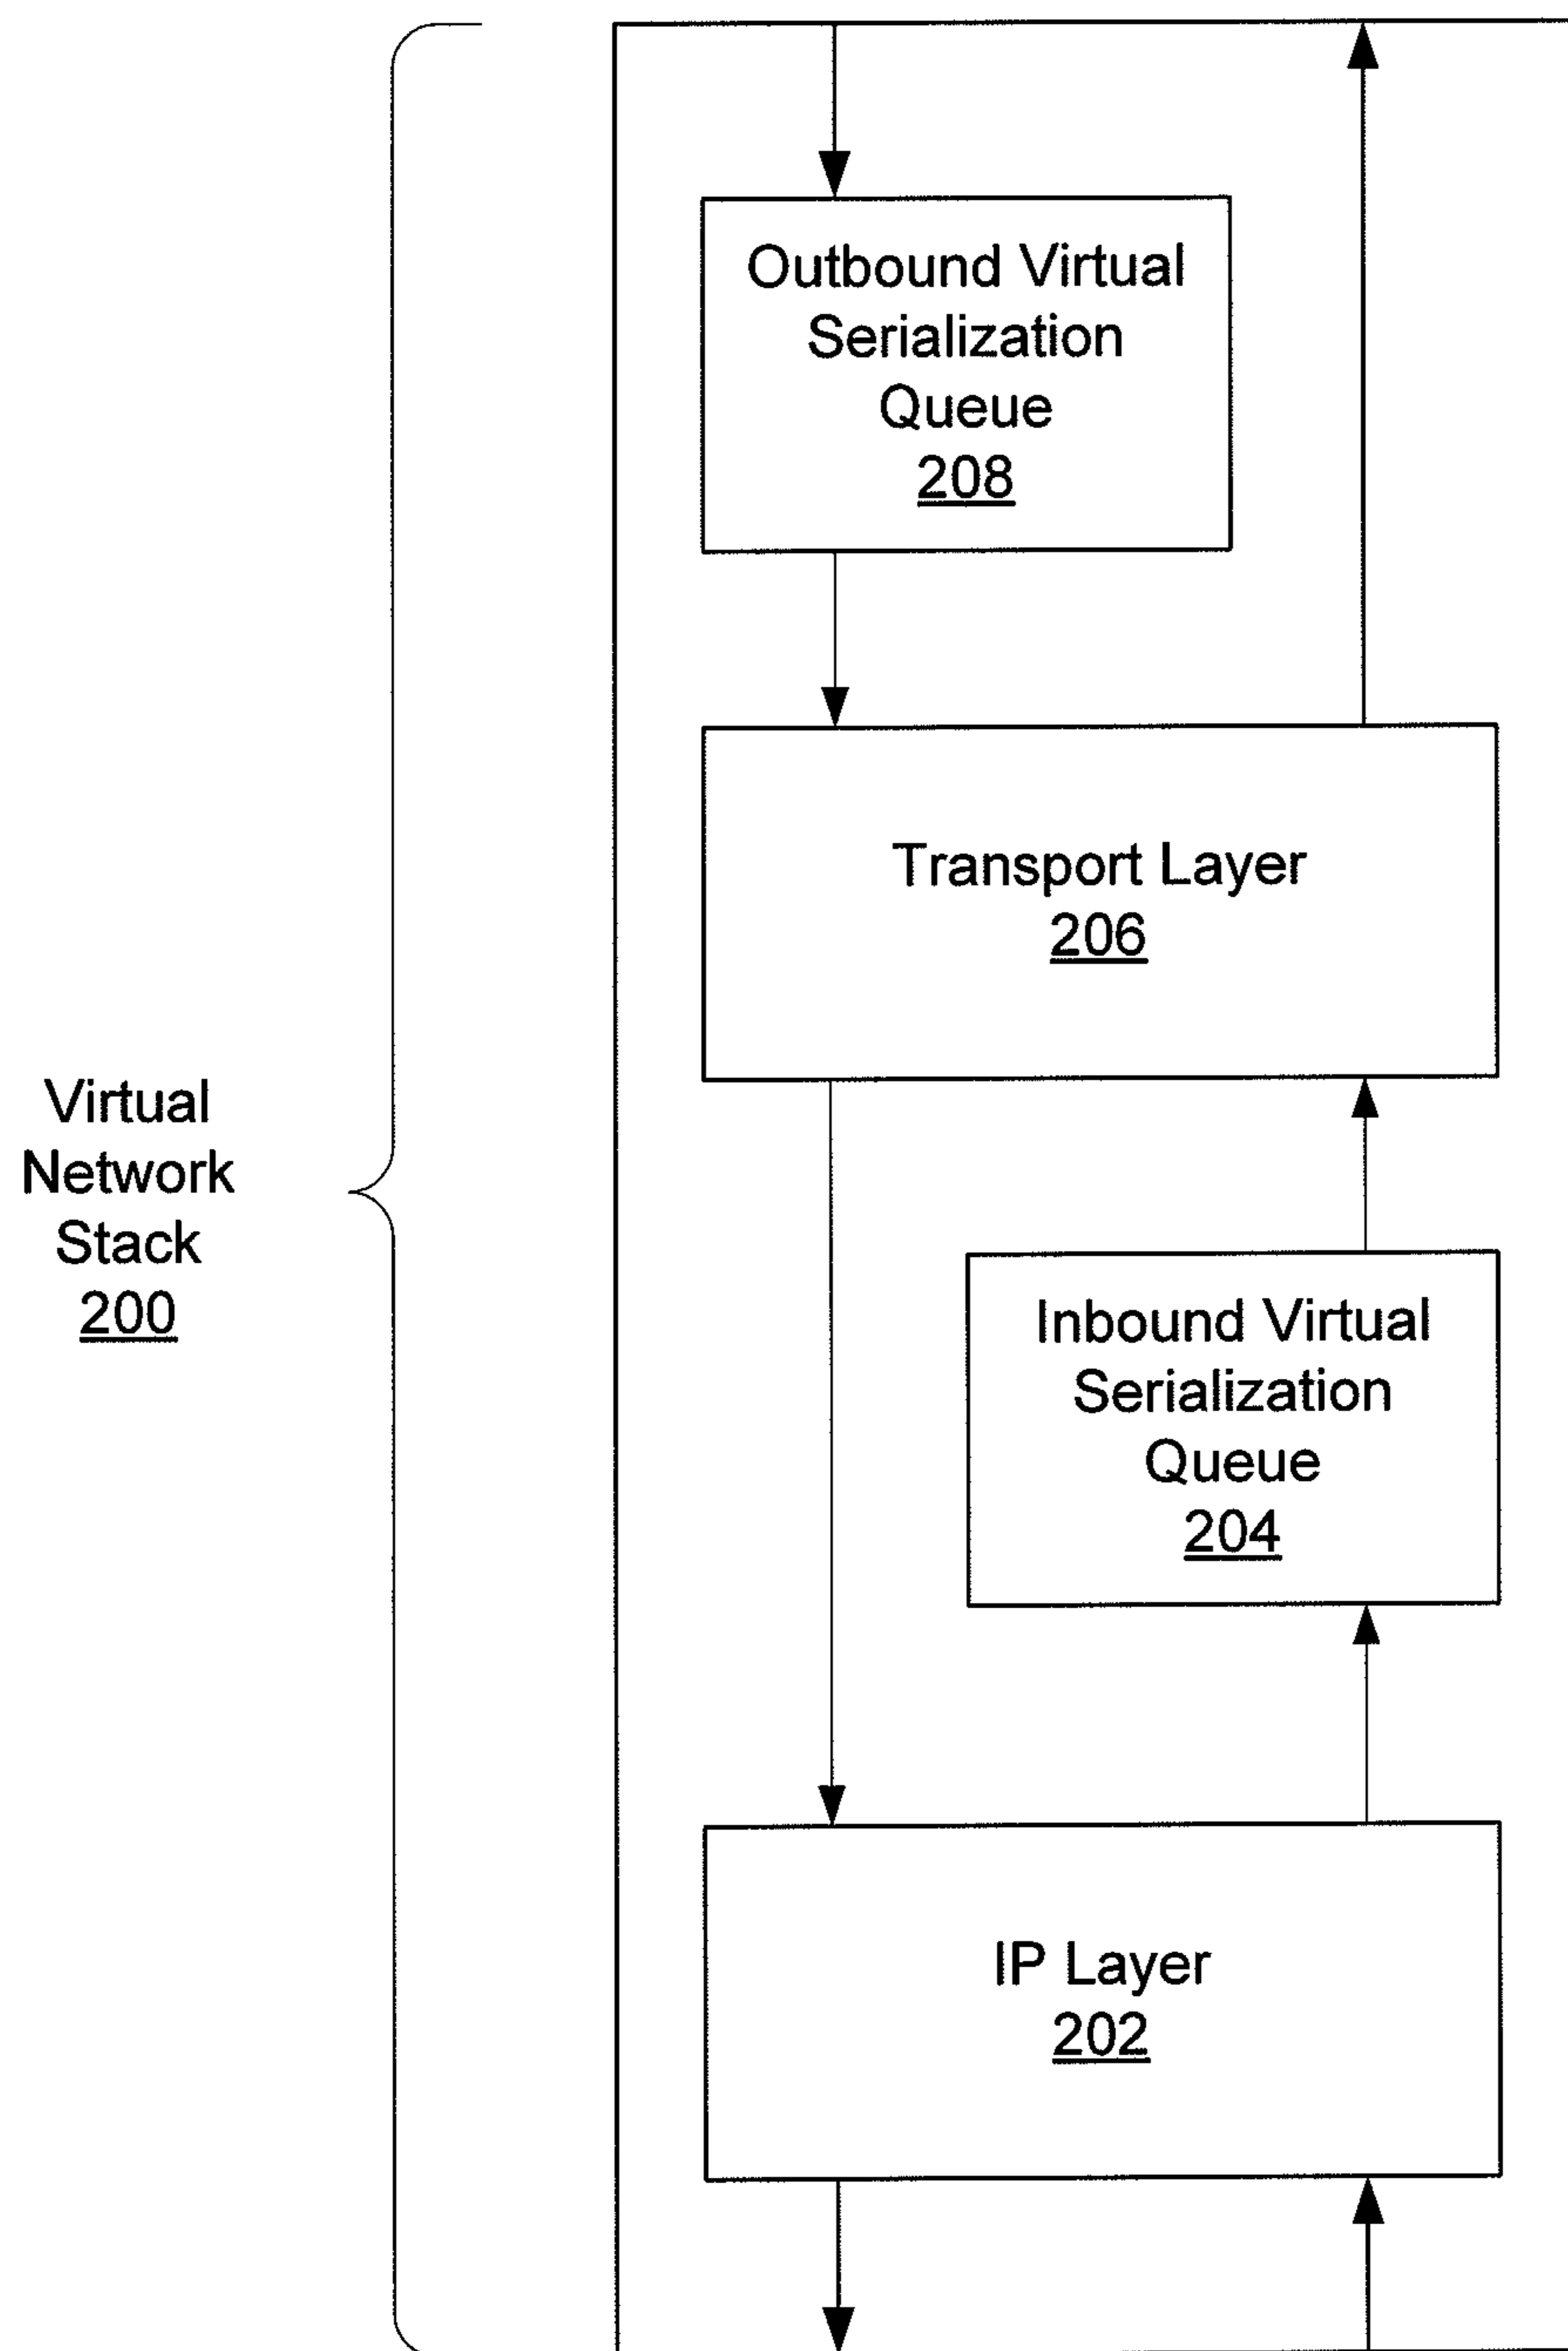 Outbound Virtual
Serialization
Queue
208
Transport Layer
206
Virtual
Network
Stack
200
Inbound Virtual
Serialization
Queue
204
IP Layer
202